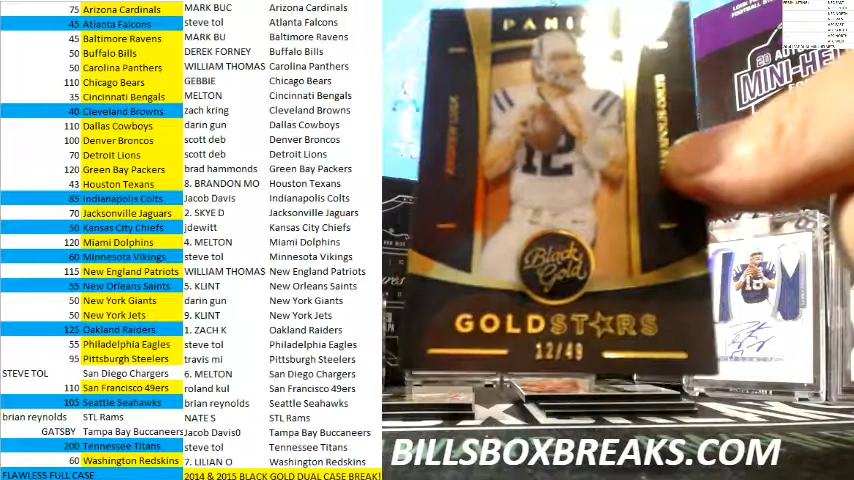 75 Arizona Cardinals MARK BUC Arizona Cardinals
45 Atlanta Falcons steve tol Atlanta Falcons
45 Baltimore Ravens MARK BU Baltimore Ravens
50 Buffalo Bills DEREK FORNEY Buffalo Bills
50 Carolina Panthers WILLIAM THOMAS Carolina Panthers
110 Chicago Bears GEBBIE Chicago Bears
35 Cincinnati Bengals MELTON Cincinnati Bengals
40 Cleveland Browns zach kring Cleveland Browns
110 Dallas Cowboys darin gun Dallas Cowboys
100 Denver Broncos scott deb Denver Broncos
70 Detroit Lions scott deb Detroit Lions
120 Green Bay Packers brad hammonds Green Bay Packers
43 Houston Texans 8. BRANDON MO Houston Texans
85 Indianapolis Colts Jacob Davis Indianapolis Colts
70 Jacksonville Jaguars 2. SKYE D Jacksonville Jaguars
50 Kansas City Chiefs jdewitt Kansas City Chiefs
120 Miami Dolphins 4. MELTON Miami Dolphins
60 Minnesota Vikings steve tol Minnesota Vikings
115 New England Patriots WILLIAM THOMAS New England Patriots
55 New Orleans Saints 5. KLINT New Orleans Saints
50 New York Giants darin gun New York Giants
50 New York Jets 9. KLINT New York Jets
125 Oakland Raiders 1. ZACH K Oakland Raiders
55 Philadelphia Eagles steve tol Philadelphia Eagles
95 Pittsburgh Steelers travis mi Pittsburgh Steelers
STEVE TOL San Diego Chargers 6. MELTON San Diego Chargers
110 San Francisco 49ers roland kul San Francisco 49ers
105 Seattle Seahawks brian reynolds Seattle Seahawks
brian reynolds STL Rams NATE S STL Rams
GATSBY Tampa Bay Buccaneers Jacob Davis0 Tampa Bay Buccaneers
200 Tennessee Titans steve tol Tennessee Titans
60 Washington Redskins 7. LILIAN O Washington Redskins
FLAWLESS FULL CASE 2014 & 2015 BLACK GOLD DUAL CASE BREAK!
PANINI
ANDREW LUCK
Black Gold
GOLD STARS
12/49
12
20 AUTO
MINI-HE
18
BILLSBOXBREAKS.COM